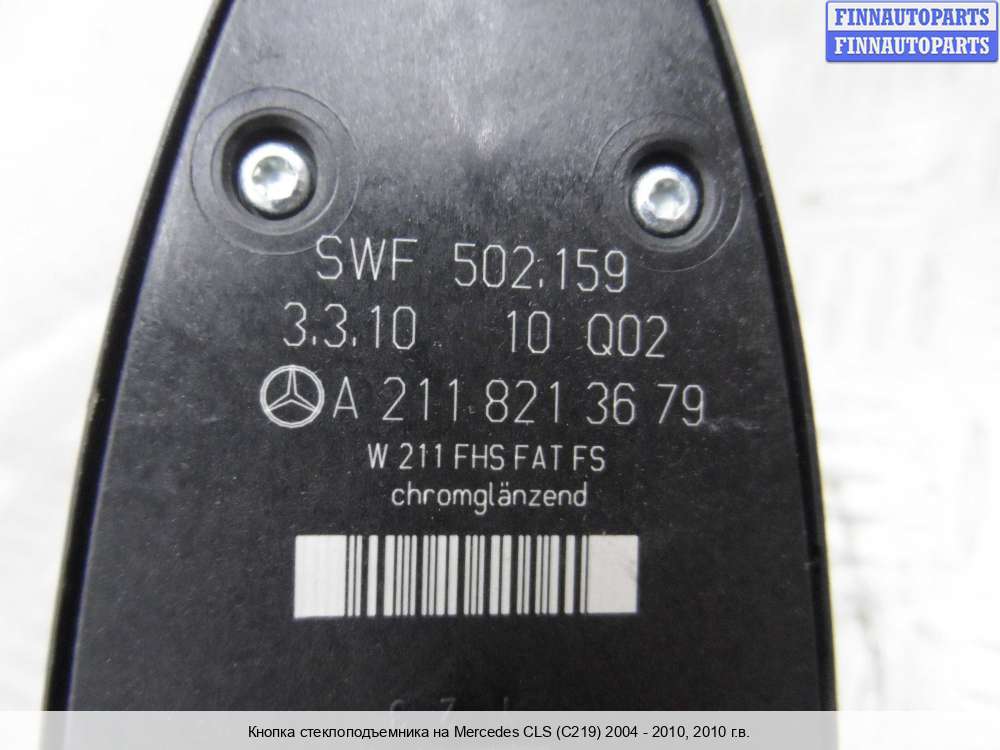 FINNAUTOPARTS
FINNAUTOPARTS
SWF 502.159
3.3.10 10 Q02
A 211 821 36 79
W 211 FHS FAT FS
chromglänzend
Кнопка стеклоподъемника на Mercedes CLS (C219) 2004 - 2010, 2010 г.в.